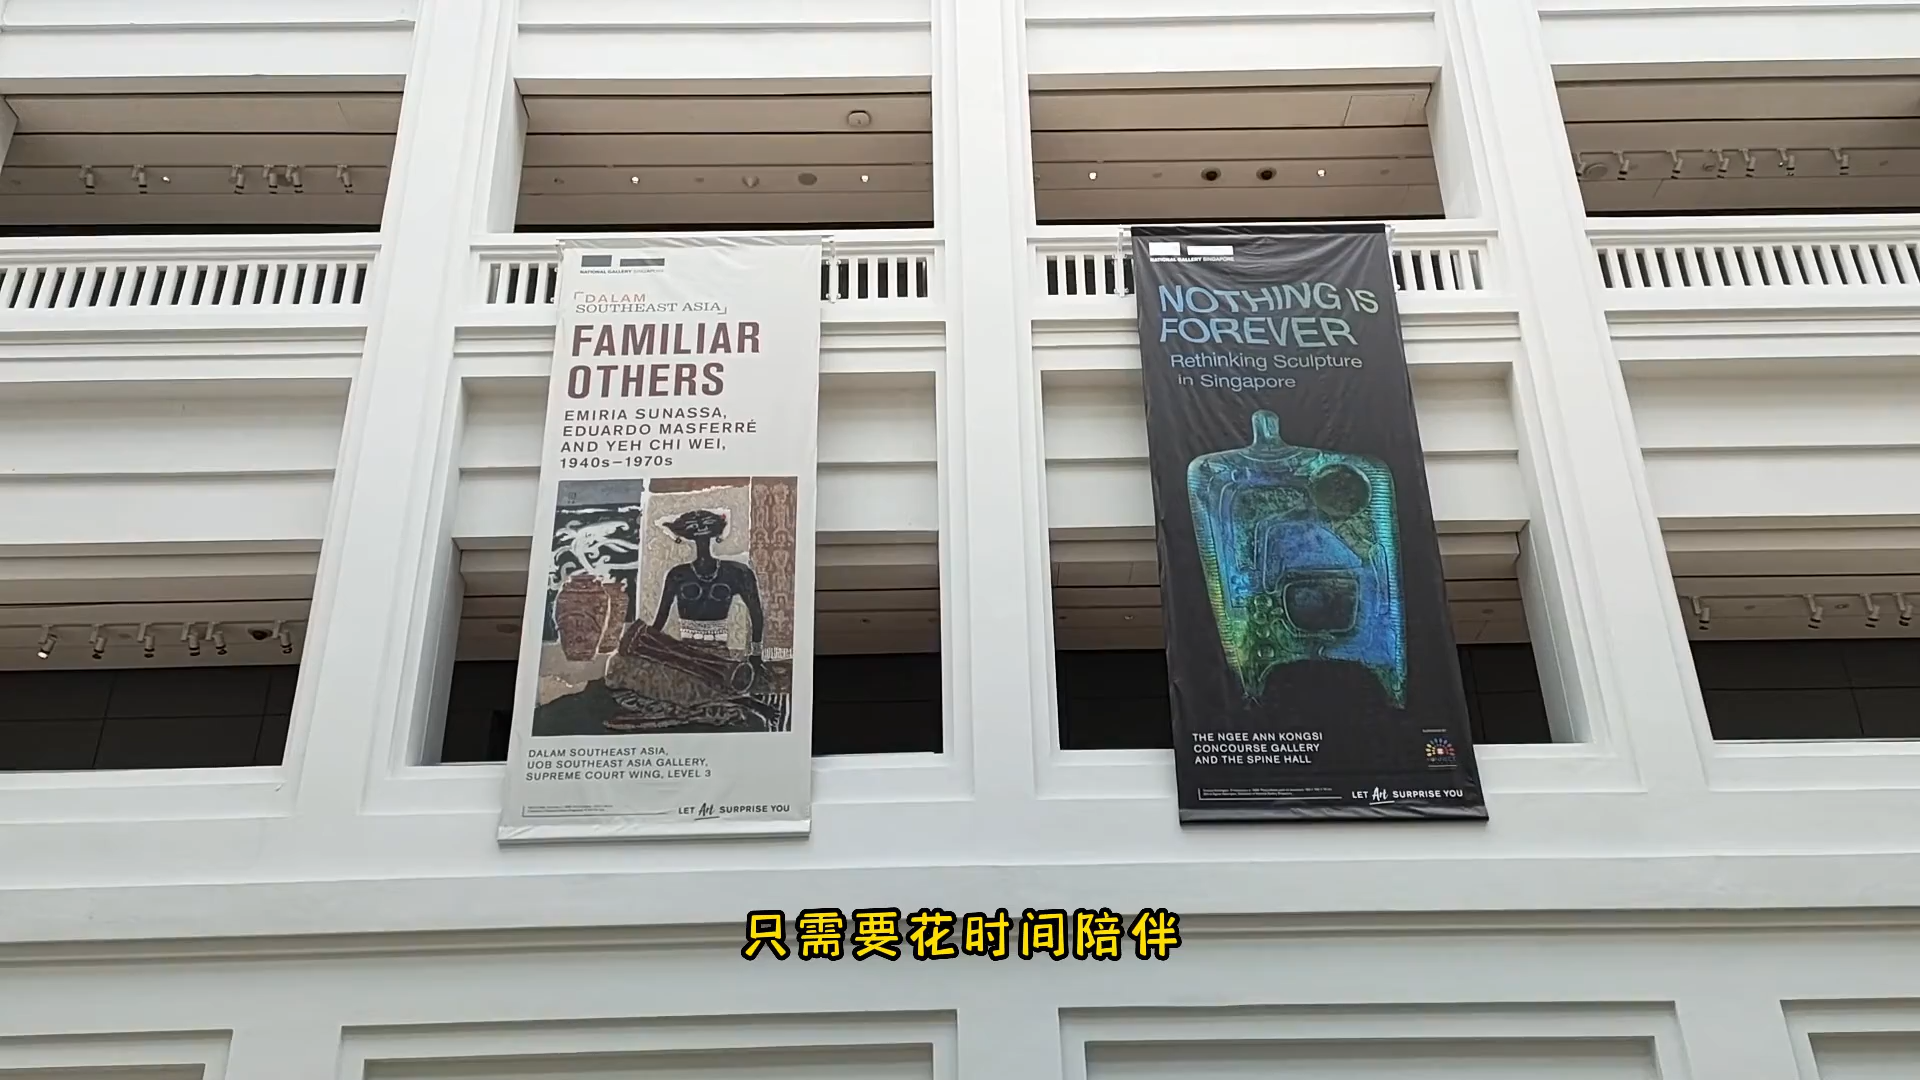 NATIONAL GALLERY SINGAPORE
「DALAM
SOUTHEAST ASIA」
FAMILIAR
OTHERS
EMIRIA SUNASSA,
EDUARDO MASFERRÉ
AND YEH CHI WEI,
1940s–1970s
DALAM SOUTHEAST ASIA,
UOB SOUTHEAST ASIA GALLERY,
SUPREME COURT WING, LEVEL 3
LET Art SURPRISE YOU
NATIONAL GALLERY SINGAPORE
NOTHING IS
FOREVER
Rethinking Sculpture
in Singapore
THE NGEE ANN KONGSI
CONCOURSE GALLERY
AND THE SPINE HALL
LET Art SURPRISE YOU
只需要花时间陪伴